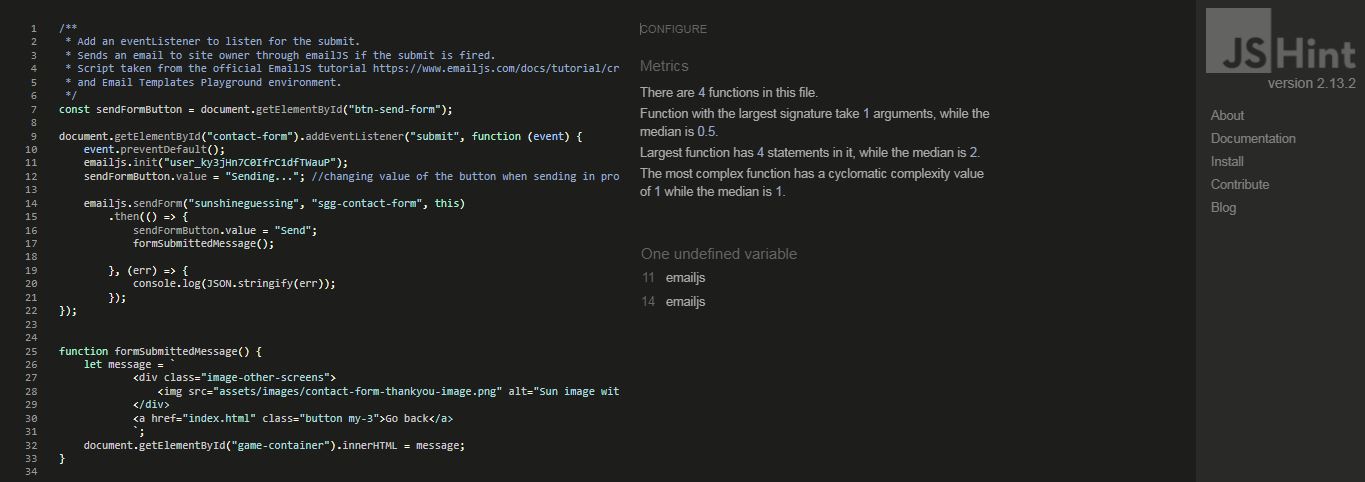 1 /**
2 * Add an eventListener to listen for the submit.
3 * Sends an email to site owner through emailJS if the submit is fired.
4 * Script taken from the official EmailJS tutorial https://www.emailjs.com/docs/tutorial/cr
5 * and Email Templates Playground environment.
6 */
7 const sendFormButton = document.getElementById("btn-send-form");
8
9 document.getElementById("contact-form").addEventListener("submit", function (event) {
10 event.preventDefault();
11 emailjs.init("user_ky3jHn7C0IfrC1dfTWauP");
12 sendFormButton.value = "Sending..."; //changing value of the button when sending in pro
13
14 emailjs.sendForm("sunshineguessing", "sgg-contact-form", this)
15 .then(() => {
16 sendFormButton.value = "Send";
17 formSubmittedMessage();
18
19 }, (err) => {
20 console.log(JSON.stringify(err));
21 });
22 });
23
24
25 function formSubmittedMessage() {
26 let message = `
27 <div class="image-other-screens">
28 <img src="assets/images/contact-form-thankyou-image.png" alt="Sun image wit
29 </div>
30 <a href="index.html" class="button my-3">Go back</a>
31 `;
32 document.getElementById("game-container").innerHTML = message;
33 }
34
CONFIGURE
Metrics
There are 4 functions in this file.
Function with the largest signature take 1 arguments, while the
median is 0.5.
Largest function has 4 statements in it, while the median is 2.
The most complex function has a cyclomatic complexity value
of 1 while the median is 1.
One undefined variable
11 emailjs
14 emailjs
JSHint
version 2.13.2
About
Documentation
Install
Contribute
Blog